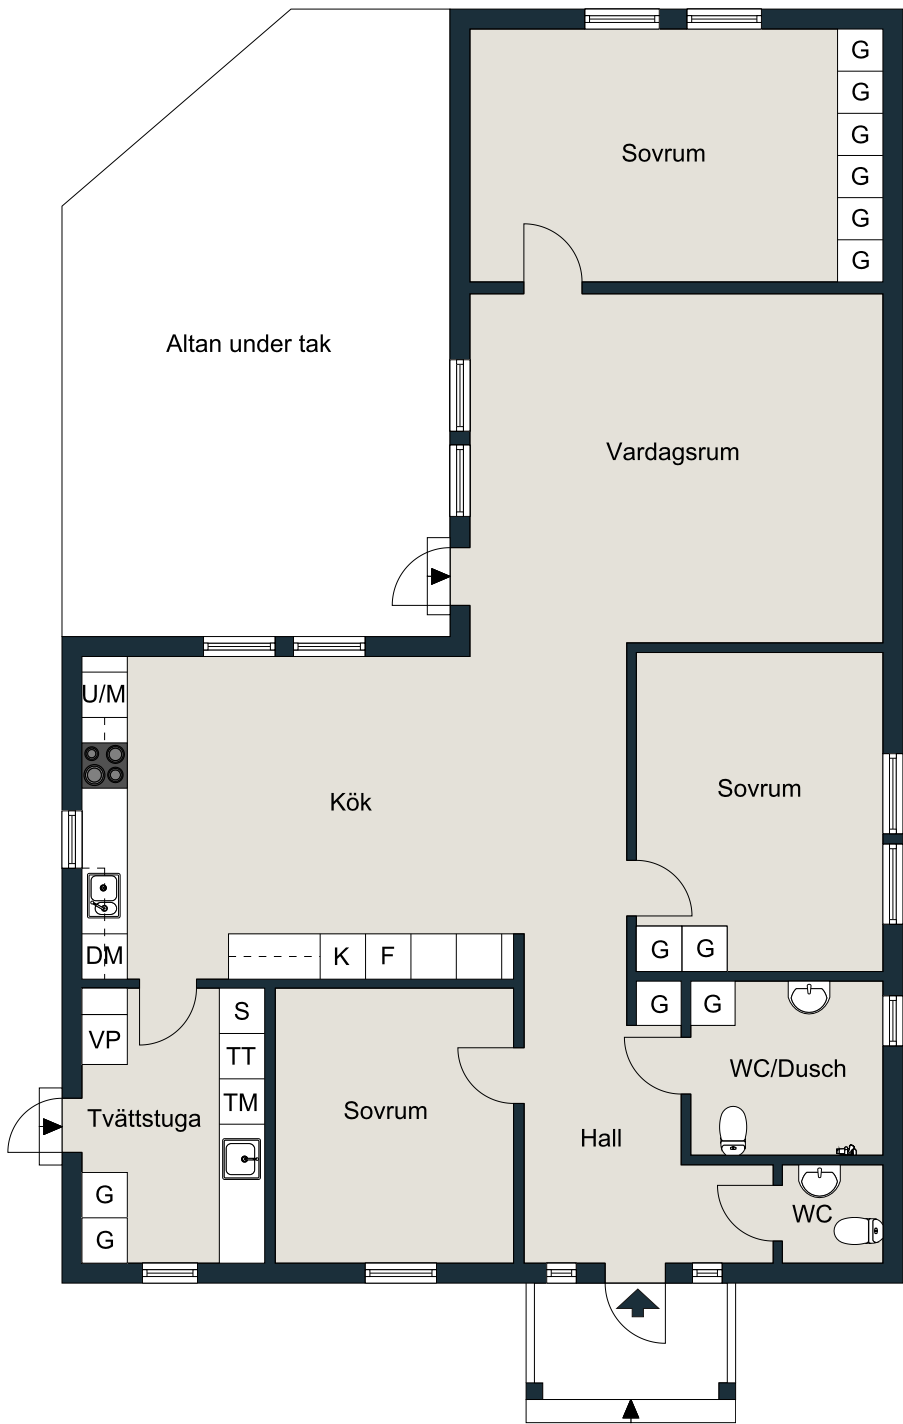 G
G
Sovrum
G
G
G
G
Altan under tak
Vardagsrum
U/M
Sovrum
Kök
G
G
DM
K
F
G
G
S
VP
TT
WC/Dusch
TM
Tvättstuga
Sovrum
Hall
G
WC
G